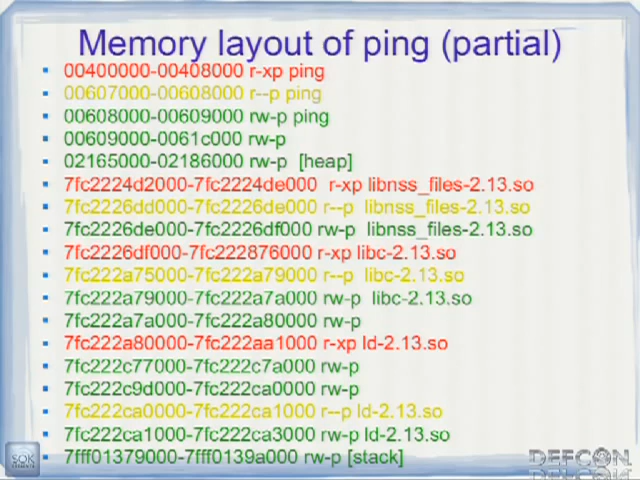 Memory layout of ping (partial)
00400000-00408000 r-xp ping
00607000-00608000 r--p ping
00608000-00609000 rw-p ping
00609000-0061c000 rw-p
02165000-02186000 rw-p [heap]
7fc2224d2000-7fc2224de000 r-xp libnss_files-2.13.so
7fc2226dd000-7fc2226de000 r--p libnss_files-2.13.so
7fc2226de000-7fc2226df000 rw-p libnss_files-2.13.so
7fc2226df000-7fc222876000 r-xp libc-2.13.so
7fc222a75000-7fc222a79000 r--p libc-2.13.so
7fc222a79000-7fc222a7a000 rw-p libc-2.13.so
7fc222a7a000-7fc222a80000 rw-p
7fc222a80000-7fc222aa1000 r-xp ld-2.13.so
7fc222c77000-7fc222c7a000 rw-p
7fc222c9d000-7fc222ca0000 rw-p
7fc222ca0000-7fc222ca1000 r--p ld-2.13.so
7fc222ca1000-7fc222ca3000 rw-p ld-2.13.so
7fff01379000-7fff0139a000 rw-p [stack]
SOK
DEFCON